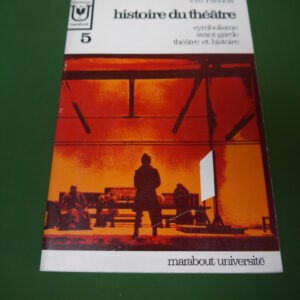 histoire du théâtre
5
symbolisme
avant-garde
théâtre et histoire
marabout université